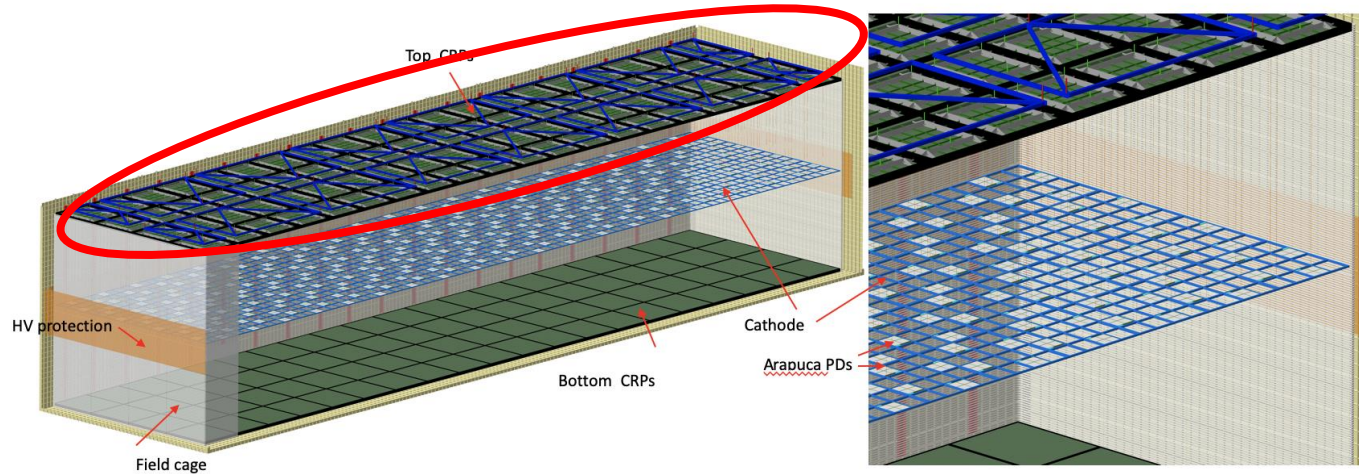 Top CRPs
HV protection
Cathode
Arapuca PDs
Bottom CRPs
Field cage